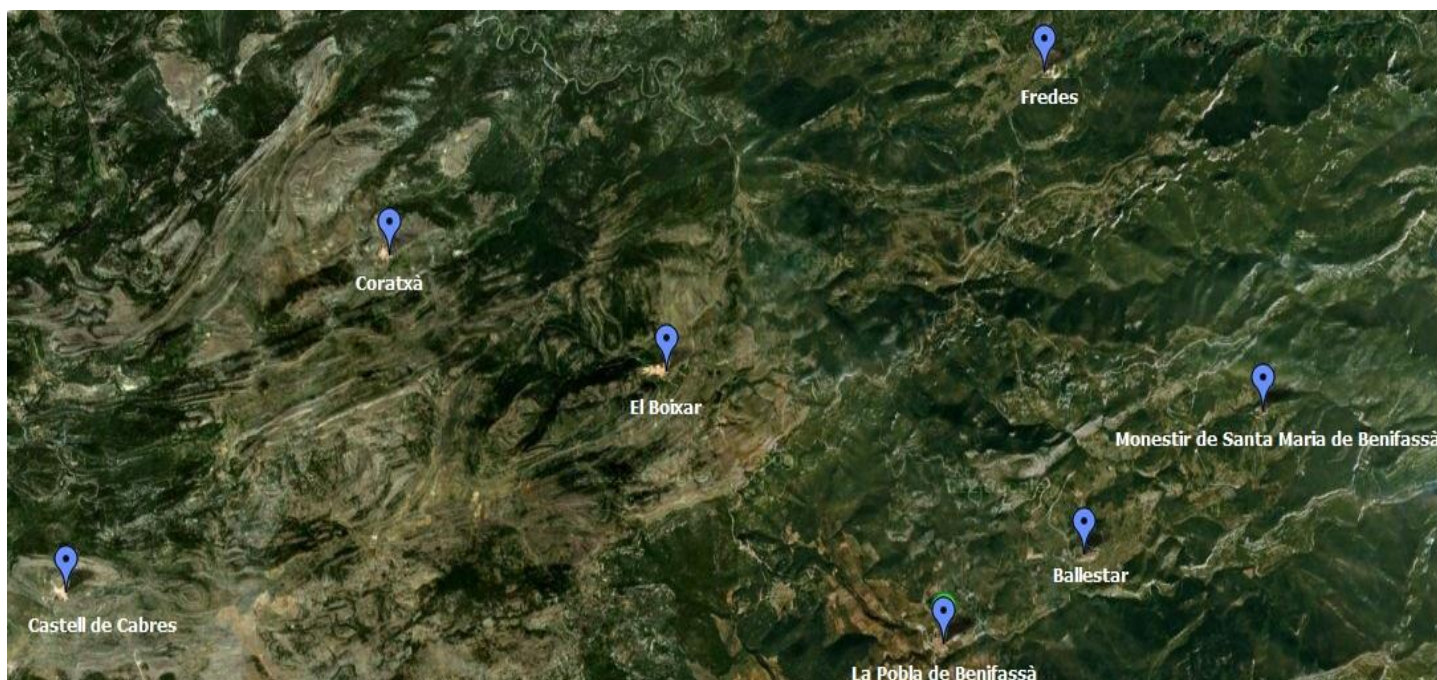 Fredes
Coratxà
El Boixar
Monestir de Santa Maria de Benifassà
Ballestar
Castell de Cabres
La Pobla de Benifassà